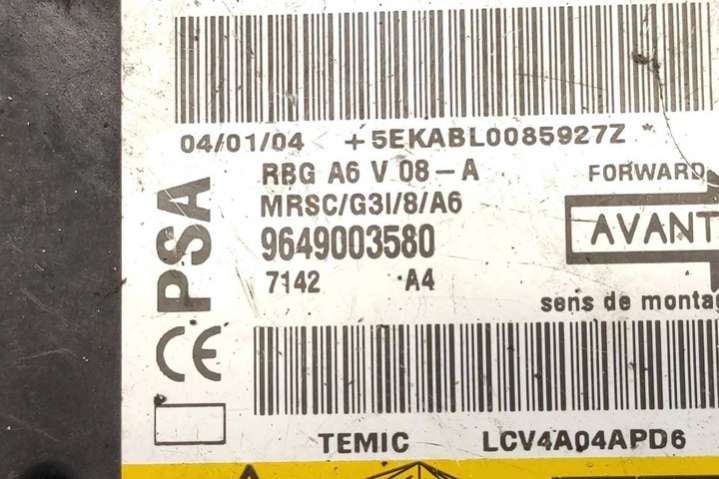 04/01/04 +5EKABL0085927Z *
RBG A6 V 08-A
MRSC/G3I/8/A6
9649003580
7142 A4
PSA
CE
FORWARD
AVANT
sens de
TEMIC LCV4A04APD6